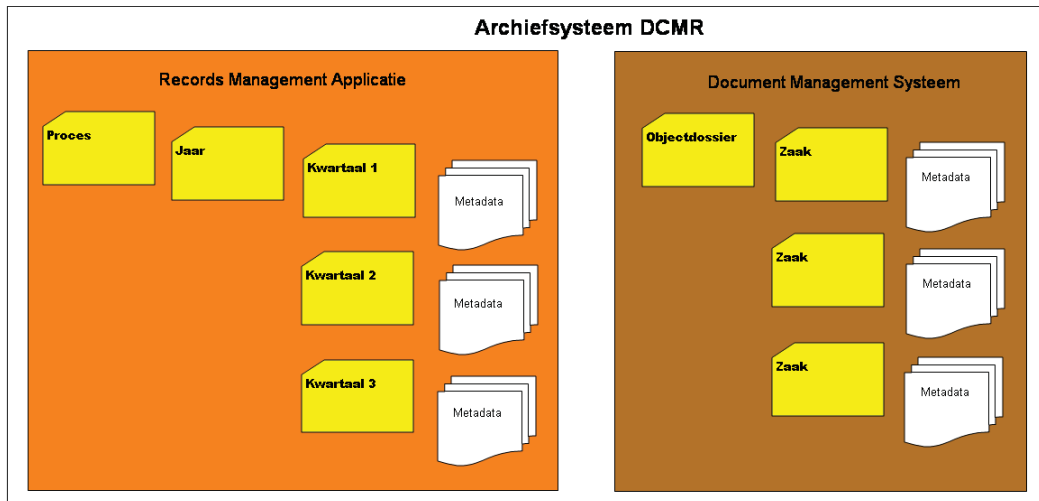 Archiefsysteem DCMR
Records Management Applicatie
Proces
Jaar
Kwartaal 1
Metadata
Kwartaal 2
Metadata
Kwartaal 3
Metadata
Document Management Systeem
Objectdossier
Zaak
Metadata
Zaak
Metadata
Zaak
Metadata